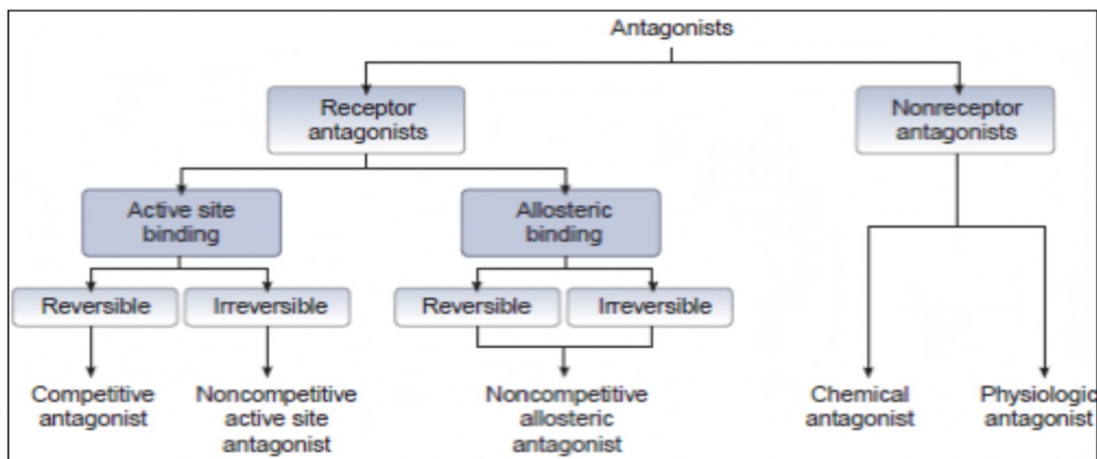 Antagonists
Receptor
antagonists
Nonreceptor
antagonists
Active site
binding
Allosteric
binding
Reversible
Irreversible
Reversible
Irreversible
Competitive
antagonist
Noncompetitive
active site
antagonist
Noncompetitive
allosteric
antagonist
Chemical
antagonist
Physiologic
antagonist